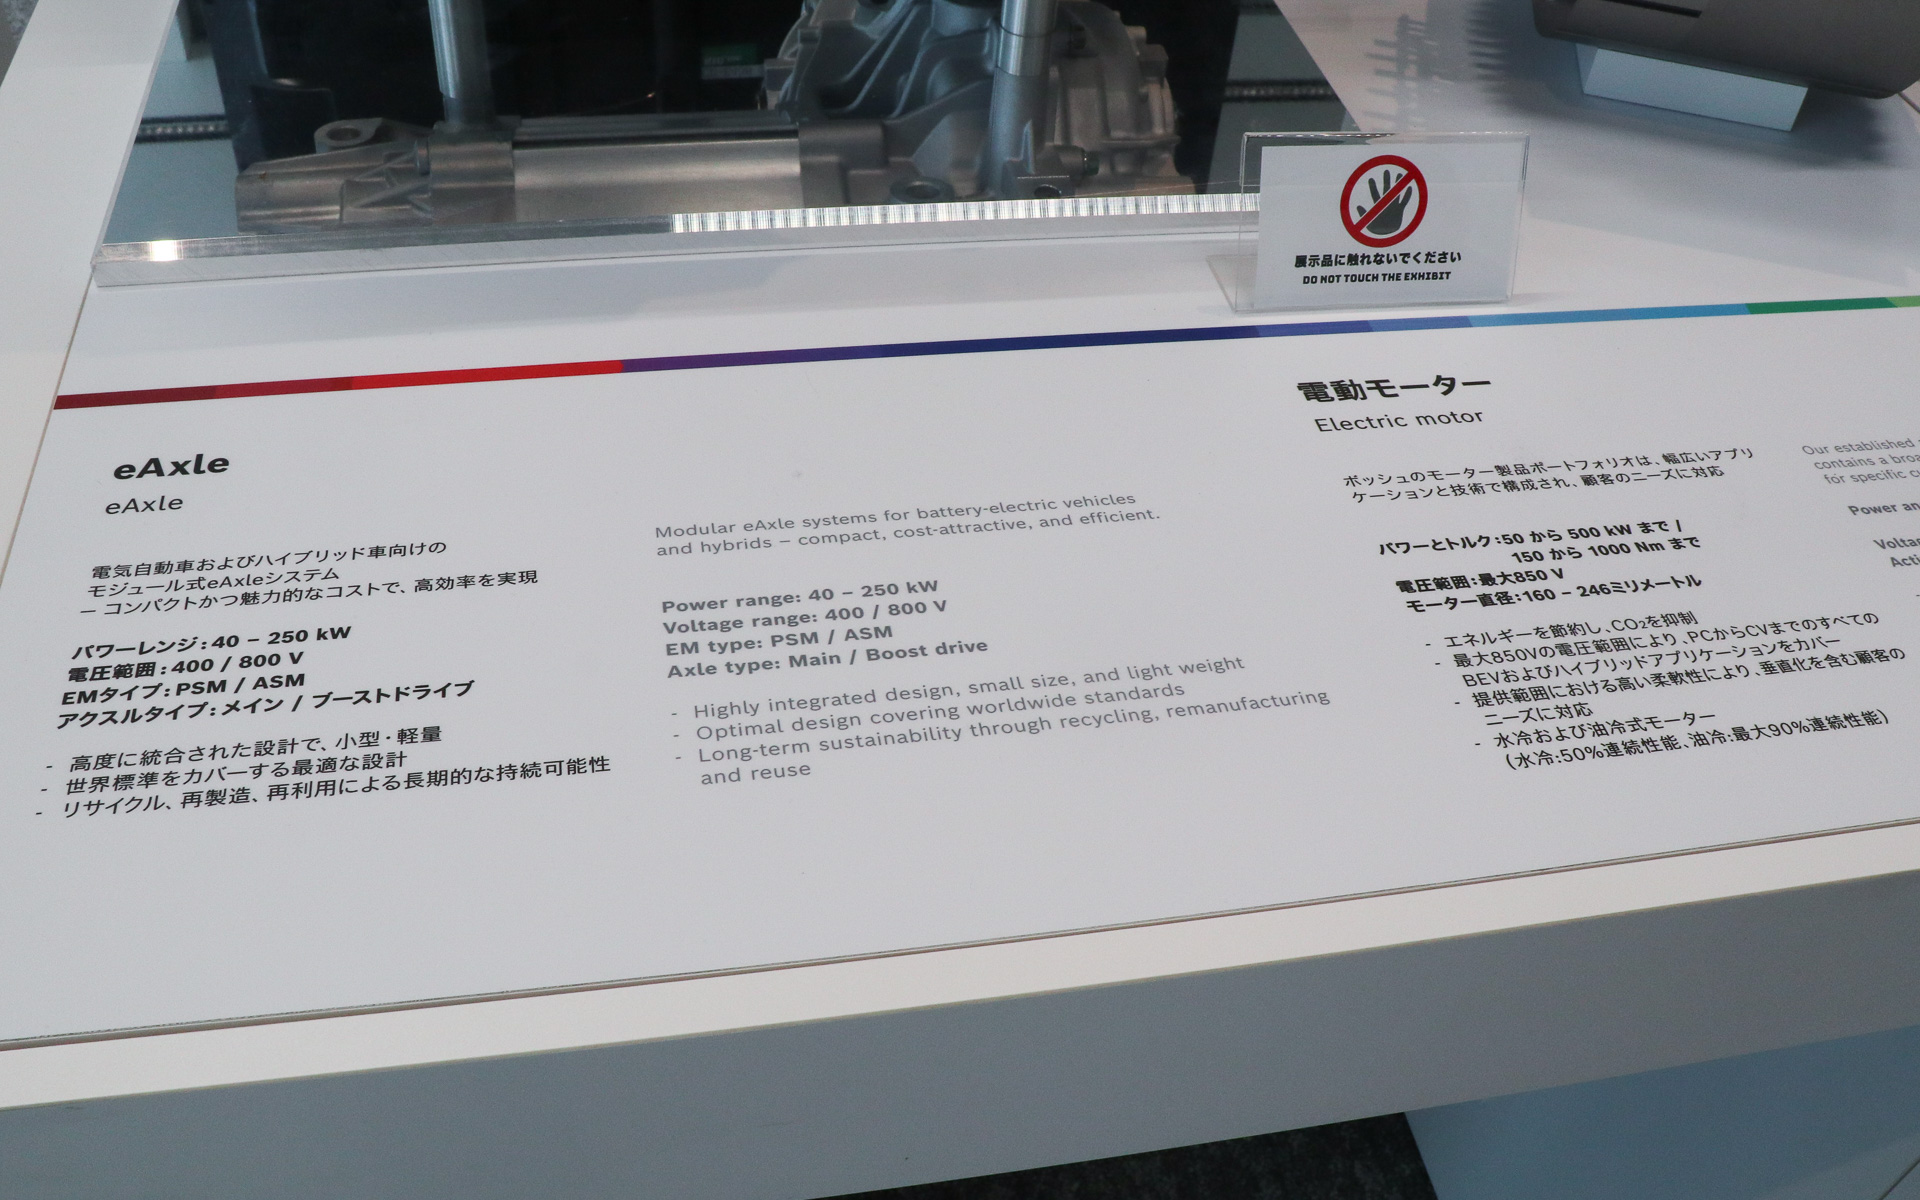 展示品に触れないでください
DO NOT TOUCH THE EXHIBIT
eAxle
eAxle
電気自動車およびハイブリッド車向けの
モジュール式eAxleシステム
– コンパクトかつ魅力的なコストで、高効率を実現
パワーレンジ：40 – 250 kW
電圧範囲：400 / 800 V
EMタイプ：PSM / ASM
アクスルタイプ：メイン / ブーストドライブ
- 高度に統合された設計で、小型・軽量
- 世界標準をカバーする最適な設計
- リサイクル、再製造、再利用による長期的な持続可能性
Modular eAxle systems for battery-electric vehicles
and hybrids – compact, cost-attractive, and efficient.
Power range: 40 – 250 kW
Voltage range: 400 / 800 V
EM type: PSM / ASM
Axle type: Main / Boost drive
- Highly integrated design, small size, and light weight
- Optimal design covering worldwide standards
- Long-term sustainability through recycling, remanufacturing
and reuse
電動モーター
Electric motor
ボッシュのモーター製品ポートフォリオは、幅広いアプリ
ケーションと技術で構成され、顧客のニーズに対応
パワーとトルク：50 から 500 kW まで /
150 から 1000 Nm まで
電圧範囲：最大850 V
モーター直径：160 – 246ミリメートル
- エネルギーを節約し、CO₂を抑制
- 最大850Vの電圧範囲により、PCからCVまでのすべての
BEVおよびハイブリッドアプリケーションをカバー
- 提供範囲における高い柔軟性により、垂直化を含む顧客の
ニーズに対応
- 水冷および油冷式モーター
（水冷：50％連続性能、油冷：最大90％連続性能）
Our established
contains a broa
for specific cu
Power an
Voltag
Activ